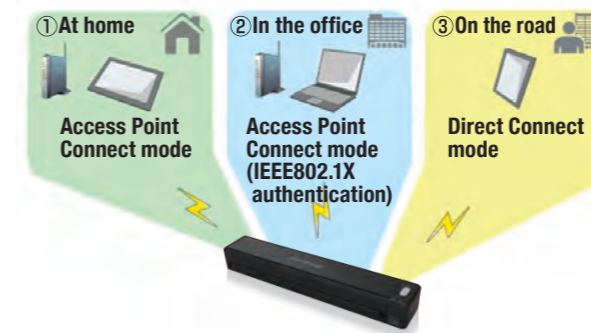 ①At home
Access Point
Connect mode
②In the office
Access Point
Connect mode
(IEEE802.1X
authentication)
③On the road
Direct Connect
mode